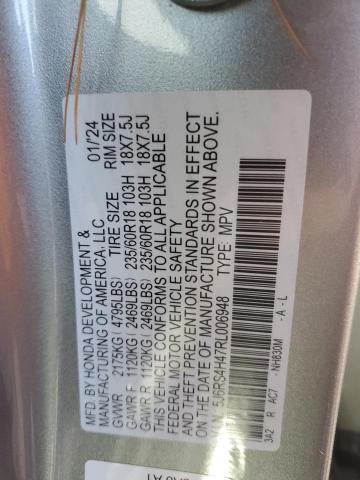 MFD. BY HONDA DEVELOPMENT & 01/24
MANUFACTURING OF AMERICA, LLC
TIRE SIZE RIM SIZE
GVWR 2175KG (4795LBS)
GAWR F 1120KG (2469LBS) 235/60R18 103H 18X7.5J
GAWR R 1120KG (2469LBS) 235/60R18 103H 18X7.5J
THIS VEHICLE CONFORMS TO ALL APPLICABLE
FEDERAL MOTOR VEHICLE SAFETY
AND THEFT PREVENTION STANDARDS IN EFFECT
ON THE DATE OF MANUFACTURE SHOWN ABOVE.
5J6RS4H47RL006948 TYPE: MPV
3A2 R AC7 - NH830M - A - L